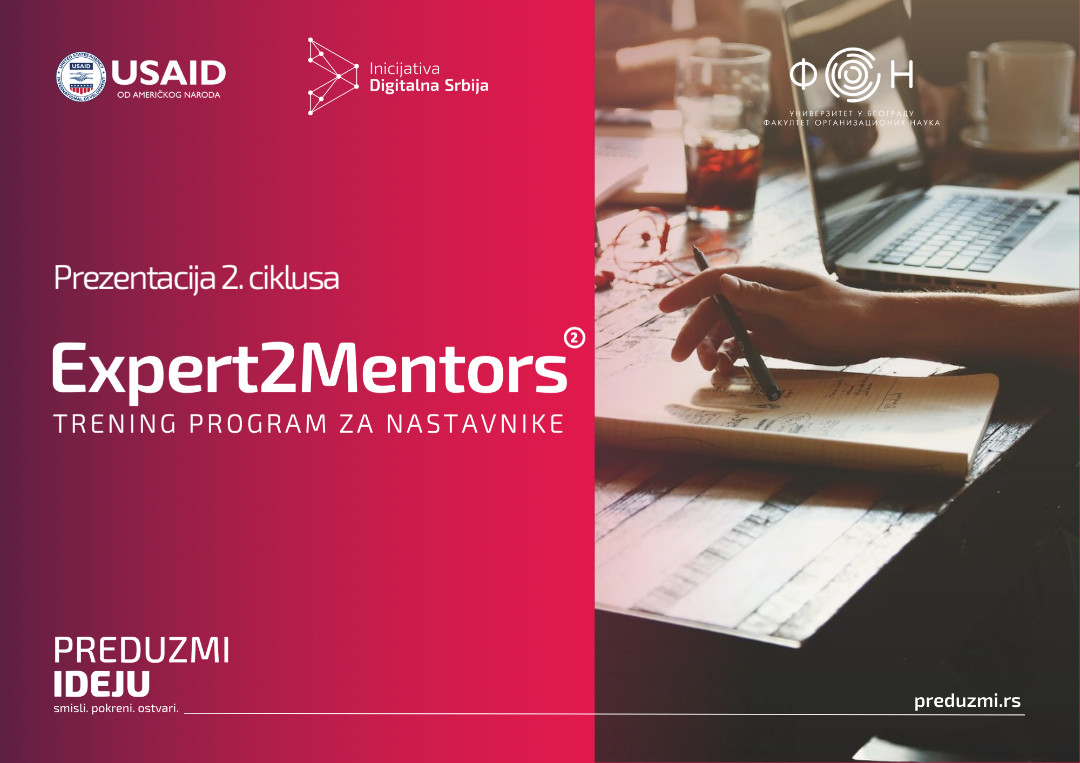 USAID
OD AMERIČKOG NARODA
Inicijativa
Digitalna Srbija
ФОН
УНИВЕРЗИТЕТ У БЕОГРАДУ
ФАКУЛТЕТ ОРГАНИЗАЦИОНИХ НАУКА
Prezentacija 2. ciklusa
Expert2Mentors 2
TRENING PROGRAM ZA NASTAVNIKE
PREDUZMI
IDEJU
smisli. pokreni. ostvari.
preduzmi.rs